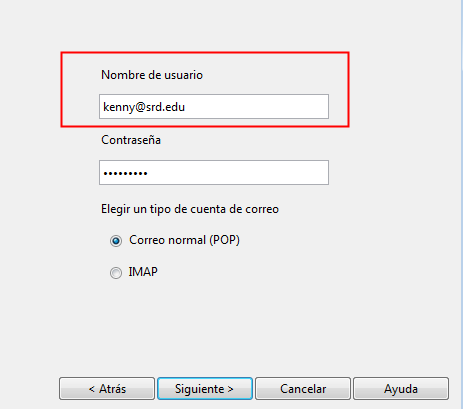 Nombre de usuario
kenny@srd.edu
Contraseña
•••••••••
Elegir un tipo de cuenta de correo
Correo normal (POP)
IMAP
< Atrás
Siguiente >
Cancelar
Ayuda